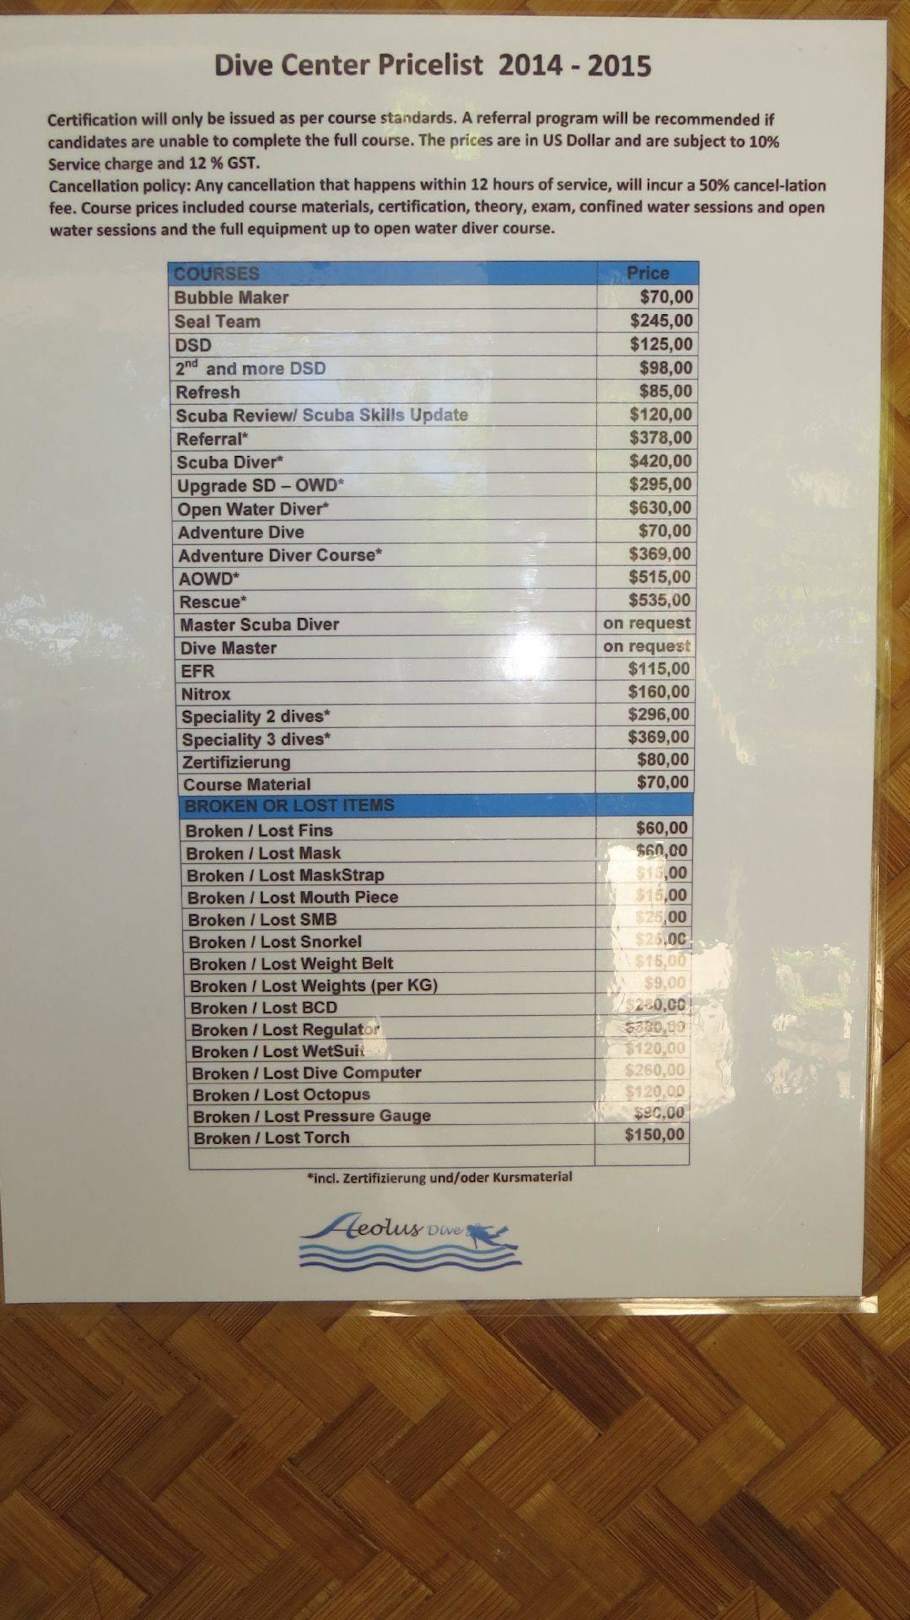 Dive Center Pricelist 2014 - 2015
Certification will only be issued as per course standards. A referral program will be recommended if
candidates are unable to complete the full course. The prices are in US Dollar and are subject to 10%
Service charge and 12 % GST.
Cancellation policy: Any cancellation that happens within 12 hours of service, will incur a 50% cancel-lation
fee. Course prices included course materials, certification, theory, exam, confined water sessions and open
water sessions and the full equipment up to open water diver course.
COURSES Price
Bubble Maker $70,00
Seal Team $245,00
DSD $125,00
2nd and more DSD $98,00
Refresh $85,00
Scuba Review/ Scuba Skills Update $120,00
Referral* $378,00
Scuba Diver* $420,00
Upgrade SD – OWD* $295,00
Open Water Diver* $630,00
Adventure Dive $70,00
Adventure Diver Course* $369,00
AOWD* $515,00
Rescue* $535,00
Master Scuba Diver on request
Dive Master on request
EFR $115,00
Nitrox $160,00
Speciality 2 dives* $296,00
Speciality 3 dives* $369,00
Zertifizierung $80,00
Course Material $70,00
BROKEN OR LOST ITEMS
Broken / Lost Fins $60,00
Broken / Lost Mask $60,00
Broken / Lost MaskStrap $15,00
Broken / Lost Mouth Piece $15,00
Broken / Lost SMB $25,00
Broken / Lost Snorkel
Broken / Lost Weight Belt $15,00
Broken / Lost Weights (per KG) $9,00
Broken / Lost BCD
Broken / Lost Regulator
Broken / Lost WetSuit $120,00
Broken / Lost Dive Computer $260,00
Broken / Lost Octopus $120,00
Broken / Lost Pressure Gauge
Broken / Lost Torch $150,00
*incl. Zertifizierung und/oder Kursmaterial
Aeolus Dive